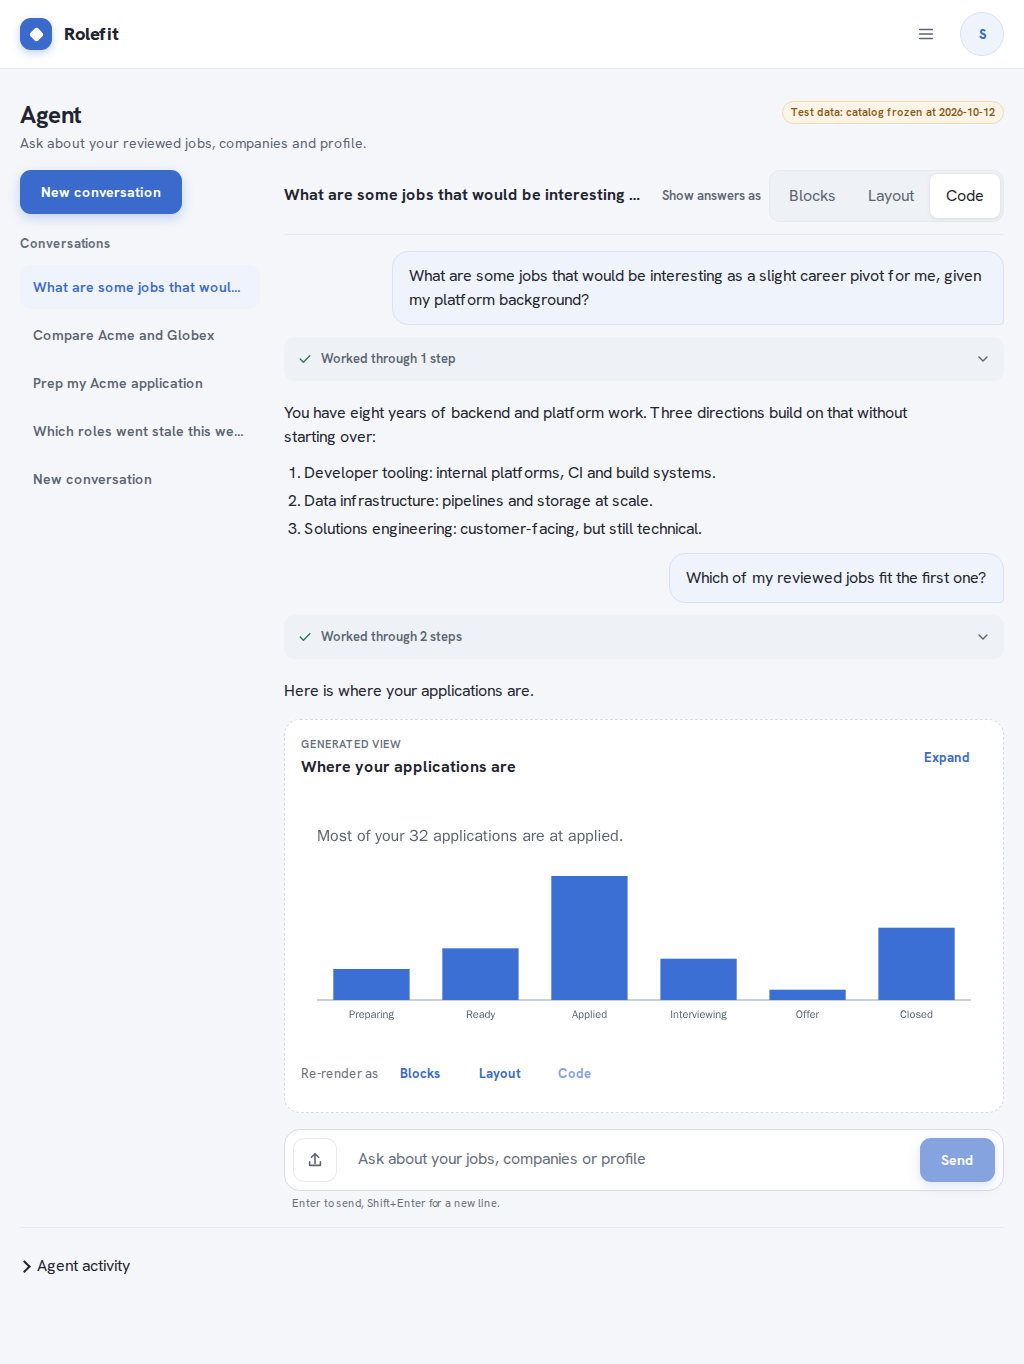 Rolefit
S
Agent
Test data: catalog frozen at 2026-10-12
Ask about your reviewed jobs, companies and profile.
New conversation
Conversations
What are some jobs that woul...
Compare Acme and Globex
Prep my Acme application
Which roles went stale this we...
New conversation
What are some jobs that would be interesting ...
Show answers as
Blocks
Layout
Code
What are some jobs that would be interesting as a slight career pivot for me, given
my platform background?
Worked through 1 step
You have eight years of backend and platform work. Three directions build on that without
starting over:
1. Developer tooling: internal platforms, CI and build systems.
2. Data infrastructure: pipelines and storage at scale.
3. Solutions engineering: customer-facing, but still technical.
Which of my reviewed jobs fit the first one?
Worked through 2 steps
Here is where your applications are.
GENERATED VIEW
Where your applications are
Expand
Most of your 32 applications are at applied.
Preparing
Ready
Applied
Interviewing
Offer
Closed
Re-render as
Blocks
Layout
Code
Ask about your jobs, companies or profile
Send
Enter to send, Shift+Enter for a new line.
Agent activity